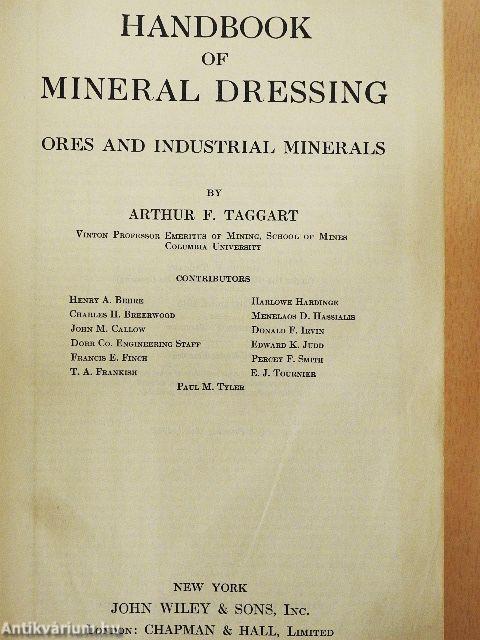 HANDBOOK
OF
MINERAL DRESSING
ORES AND INDUSTRIAL MINERALS
BY
ARTHUR F. TAGGART
VINTON PROFESSOR EMERITUS OF MINING, SCHOOL OF MINES
COLUMBIA UNIVERSITY
CONTRIBUTORS
HENRY A. BEHRE
CHARLES H. BREERWOOD
JOHN M. CALLOW
DORR CO. ENGINEERING STAFF
FRANCIS E. FINCH
T. A. FRANKISH
HARLOWE HARDINGE
MENELAOS D. HASSIALIS
DONALD F. IRVIN
EDWARD K. JUDD
PERCEY F. SMITH
E. J. TOURNIER
PAUL M. TYLER
NEW YORK
JOHN WILEY & SONS, INC.
LONDON: CHAPMAN & HALL, LIMITED
Antikvárium.hu